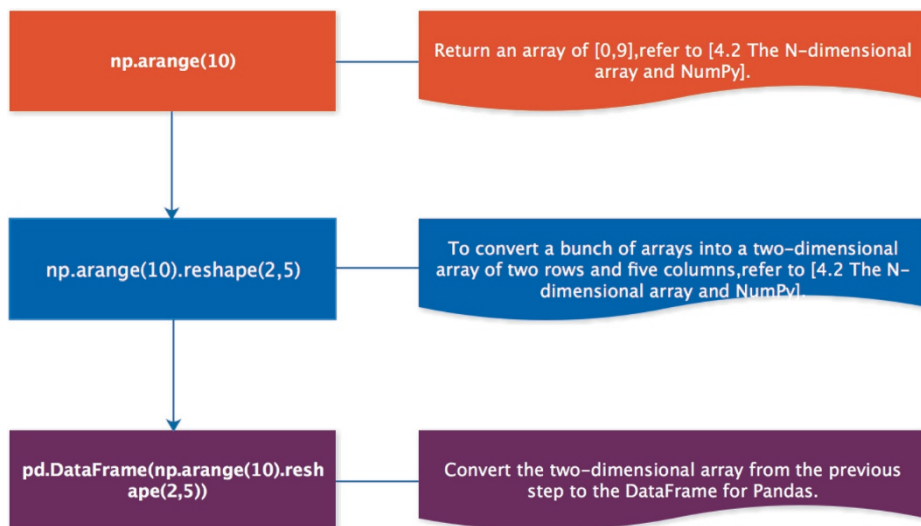 np.arange(10)
Return an array of [0,9],refer to [4.2 The N-dimensional
array and NumPy].
np.arange(10).reshape(2,5)
To convert a bunch of arrays into a two-dimensional
array of two rows and five columns,refer to [4.2 The N-
dimensional array and NumPy].
pd.DataFrame(np.arange(10).resh
ape(2,5))
Convert the two-dimensional array from the previous
step to the DataFrame for Pandas.